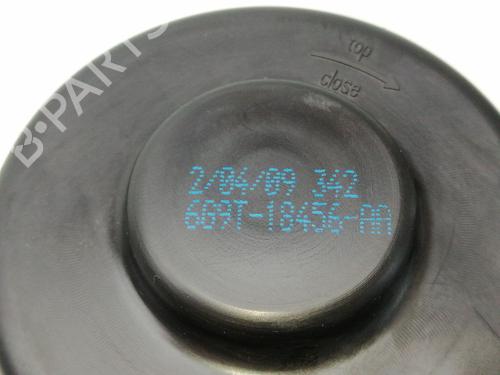 top
close
2/04/09 342
6G9T-18456-AA
B-PARTS